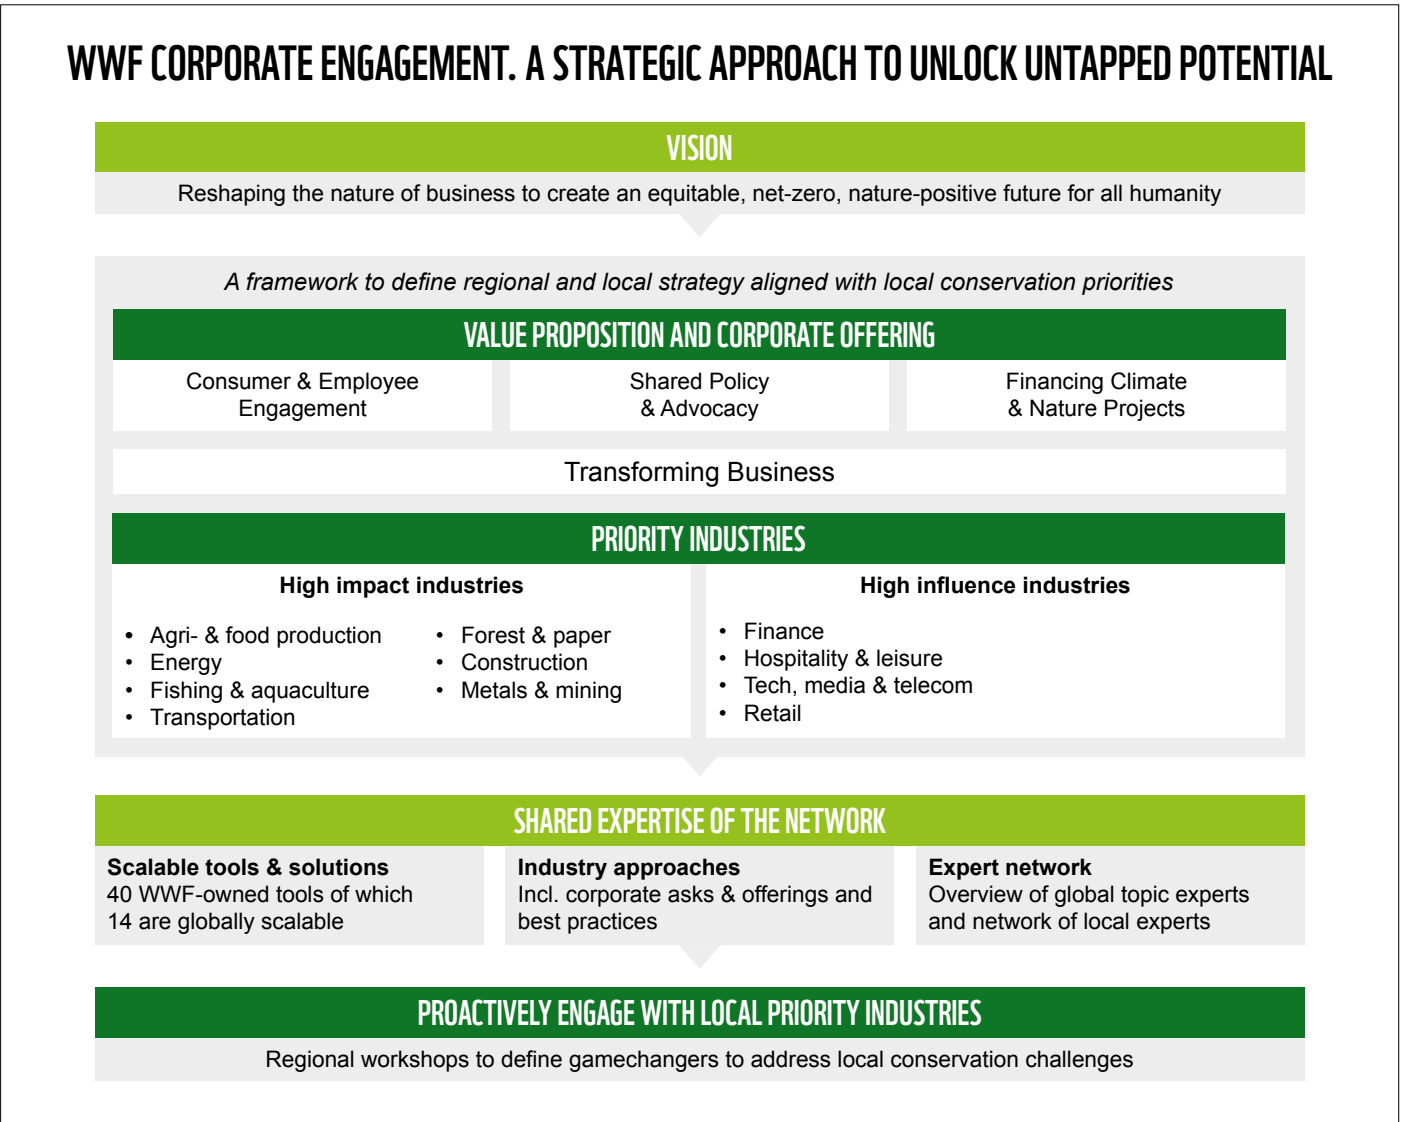 WWF CORPORATE ENGAGEMENT. A STRATEGIC APPROACH TO UNLOCK UNTAPPED POTENTIAL
VISION
Reshaping the nature of business to create an equitable, net-zero, nature-positive future for all humanity
A framework to define regional and local strategy aligned with local conservation priorities
VALUE PROPOSITION AND CORPORATE OFFERING
Consumer & Employee
Engagement
Shared Policy
& Advocacy
Financing Climate
& Nature Projects
Transforming Business
PRIORITY INDUSTRIES
High impact industries
• Agri- & food production
• Energy
• Fishing & aquaculture
• Transportation
• Forest & paper
• Construction
• Metals & mining
High influence industries
• Finance
• Hospitality & leisure
• Tech, media & telecom
• Retail
SHARED EXPERTISE OF THE NETWORK
Scalable tools & solutions
40 WWF-owned tools of which
14 are globally scalable
Industry approaches
Incl. corporate asks & offerings and
best practices
Expert network
Overview of global topic experts
and network of local experts
PROACTIVELY ENGAGE WITH LOCAL PRIORITY INDUSTRIES
Regional workshops to define gamechangers to address local conservation challenges